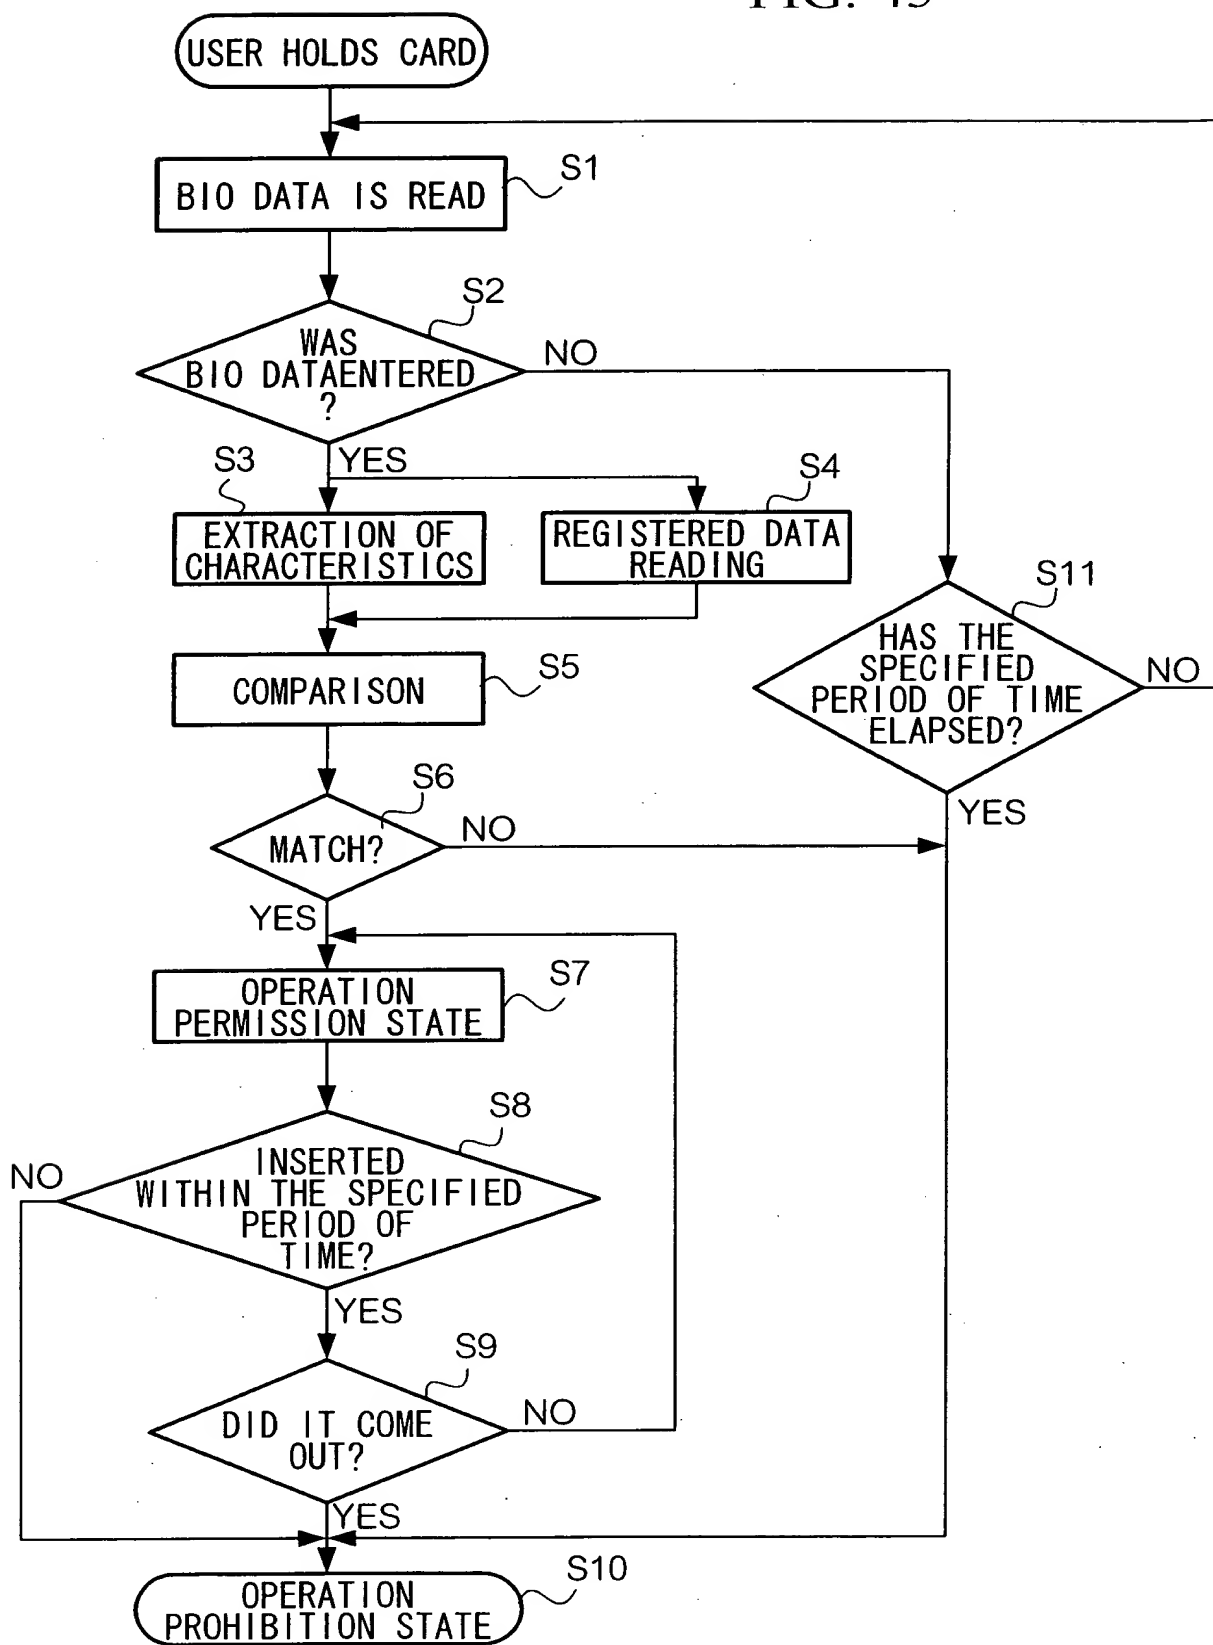 FIG. 45
USER HOLDS CARD
BIO DATA IS READ
S1
S2
WAS
BIO DATAENTERED
?
NO
YES
S3
EXTRACTION OF
CHARACTERISTICS
S4
REGISTERED DATA
READING
S11
HAS THE
SPECIFIED
PERIOD OF TIME
ELAPSED?
NO
YES
COMPARISON
S5
S6
MATCH?
NO
YES
OPERATION
PERMISSION STATE
S7
S8
INSERTED
WITHIN THE SPECIFIED
PERIOD OF
TIME?
NO
YES
S9
DID IT COME
OUT?
NO
YES
OPERATION
PROHIBITION STATE
S10